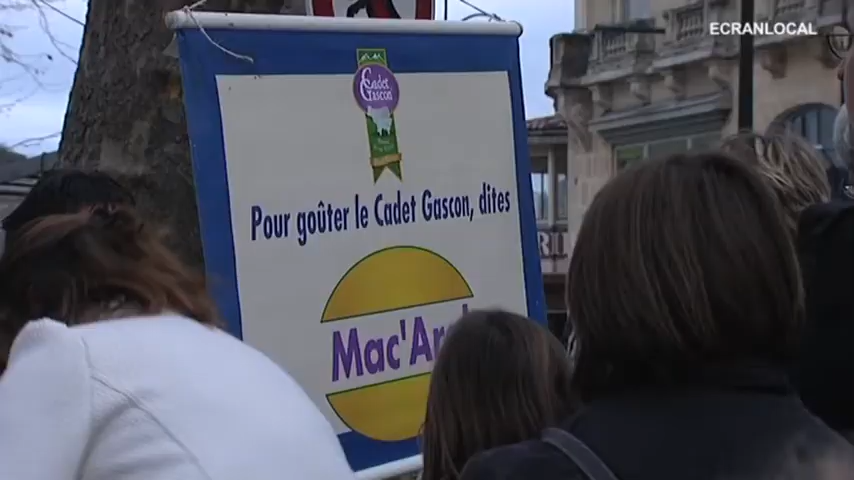 ECRANLOCAL
Cadet
Gascon
Pour goûter le Cadet Gascon, dites